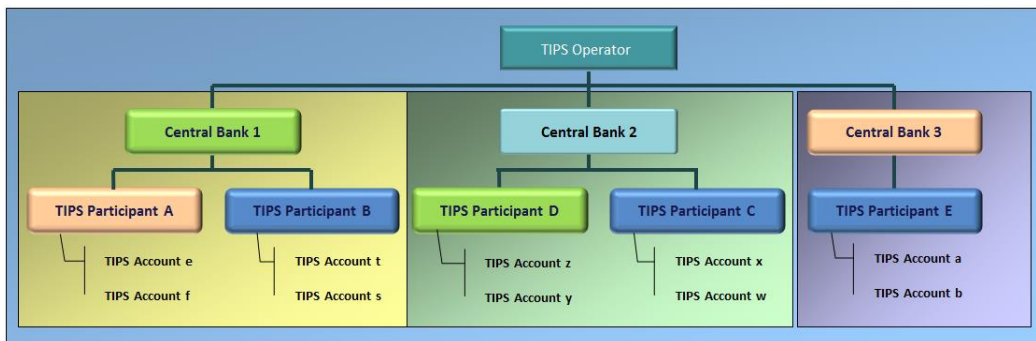 TIPS Operator
Central Bank 1
Central Bank 2
Central Bank 3
TIPS Participant A
TIPS Participant B
TIPS Participant D
TIPS Participant C
TIPS Participant E
TIPS Account e
TIPS Account f
TIPS Account t
TIPS Account s
TIPS Account z
TIPS Account y
TIPS Account x
TIPS Account w
TIPS Account a
TIPS Account b